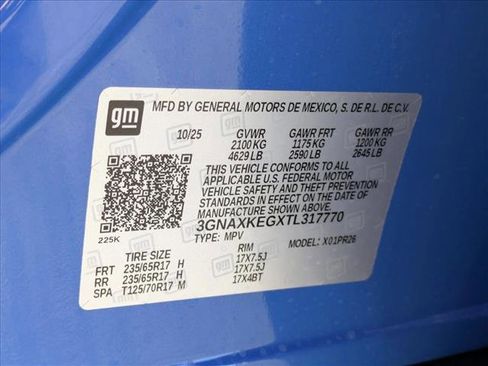 gm
MFD BY GENERAL MOTORS DE MEXICO, S. DE R.L. DE C.V.
10/25 GVWR GAWR FRT GAWR RR
2100 KG 1175 KG 1200 KG
4629 LB 2590 LB 2645 LB
THIS VEHICLE CONFORMS TO ALL
APPLICABLE U.S. FEDERAL MOTOR
VEHICLE SAFETY AND THEFT PREVENTION
STANDARDS IN EFFECT ON THE DATE OF
MANUFACTURE SHOWN ABOVE.
3GNAXKEGXTL317770
225K
TYPE: MPV MODEL: X01PR26
TIRE SIZE RIM
FRT 235/65R17 H 17X7.5J
RR 235/65R17 H 17X7.5J
SPA T125/70R17 M 17X4BT